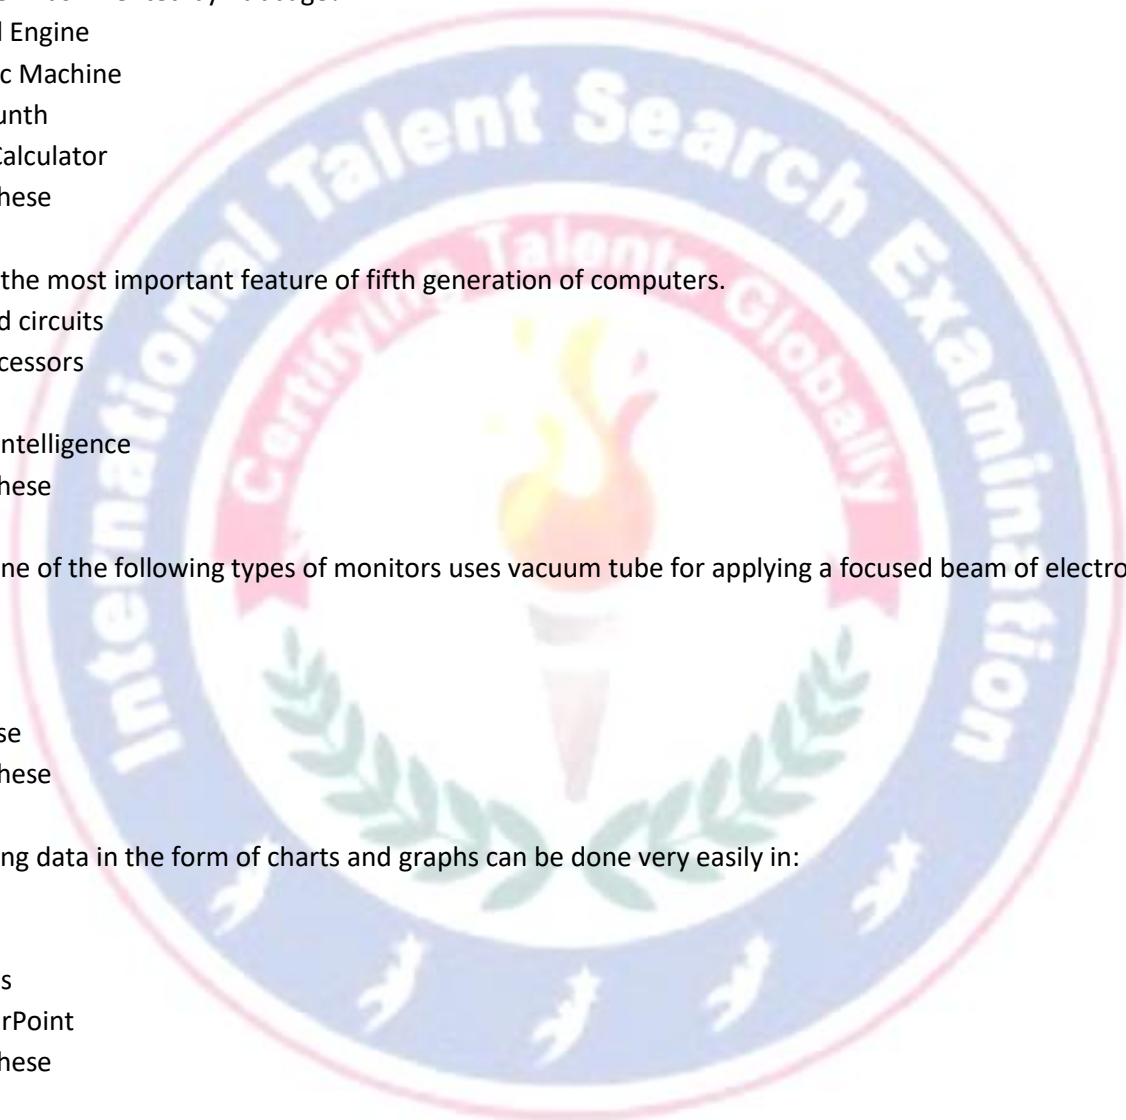 d Engine
c Machine
unth
Calculator
hese
the most important feature of fifth generation of computers.
d circuits
cessors
ntelligence
hese
ne of the following types of monitors uses vacuum tube for applying a focused beam of electro
se
hese
ng data in the form of charts and graphs can be done very easily in:
s
rPoint
hese
International Talent Search Examination
Certifying Talents Globally